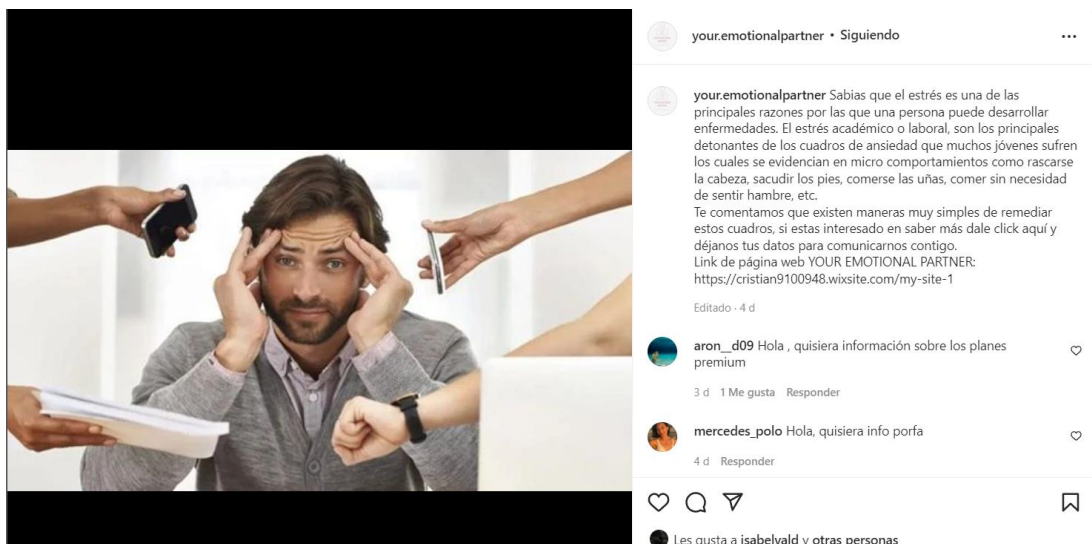 your.emotionalpartner • Siguiendo
your.emotionalpartner Sabias que el estrés es una de las
principales razones por las que una persona puede desarrollar
enfermedades. El estrés académico o laboral, son los principales
detonantes de los cuadros de ansiedad que muchos jóvenes sufren
los cuales se evidencian en micro comportamientos como rascarse
la cabeza, sacudir los pies, comerse las uñas, comer sin necesidad
de sentir hambre, etc.
Te comentamos que existen maneras muy simples de remediar
estos cuadros, si estas interesado en saber más dale click aquí y
déjanos tus datos para comunicarnos contigo.
Link de página web YOUR EMOTIONAL PARTNER:
https://cristian9100948.wixsite.com/my-site-1
Editado · 4 d
aron__d09 Hola , quisiera información sobre los planes
premium
3 d 1 Me gusta Responder
mercedes_polo Hola, quisiera info porfa
4 d Responder
Les gusta a isabelvald y otras personas